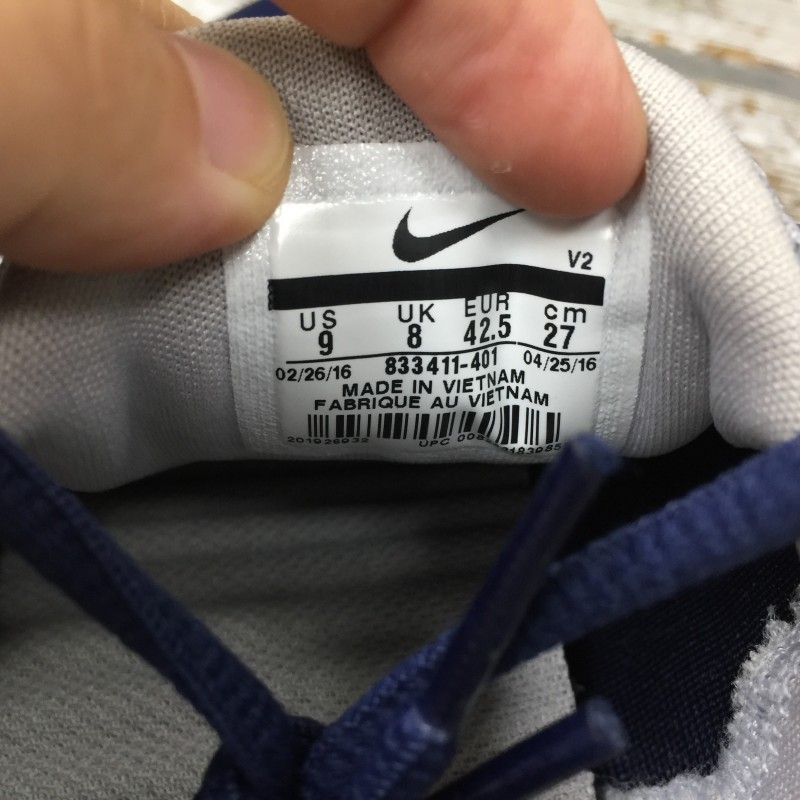 V2
US UK EUR cm
9 8 42.5 27
02/26/16 833411-401 04/25/16
MADE IN VIETNAM
FABRIQUE AU VIETNAM
UPC